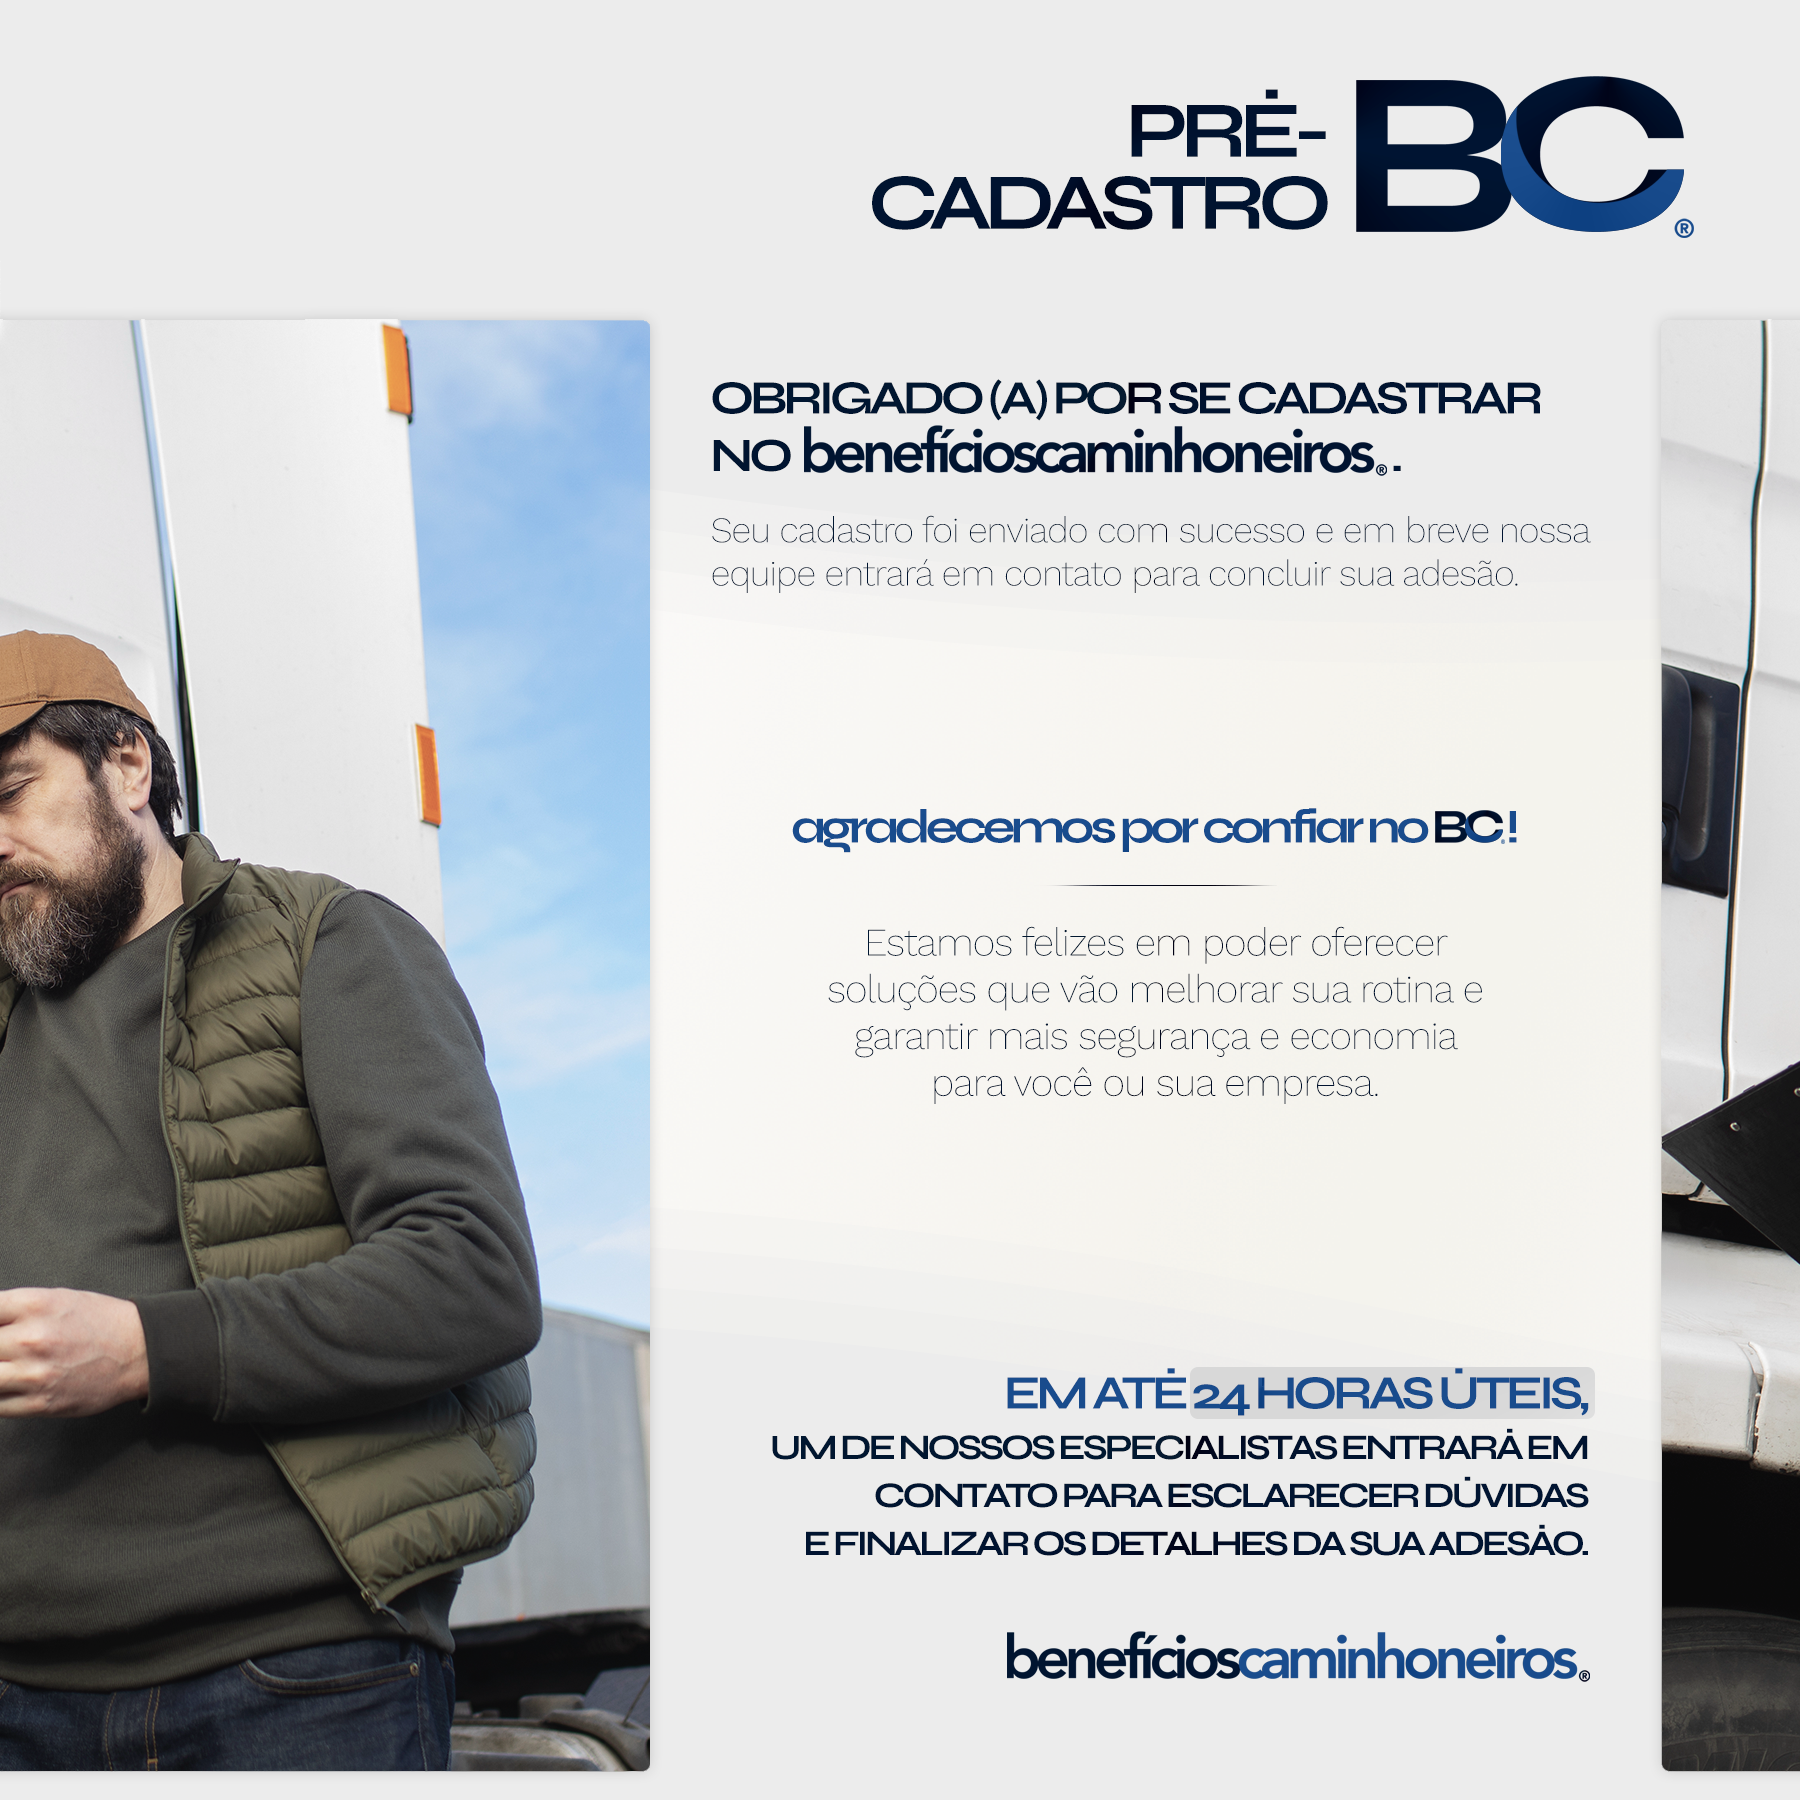 PRÉ-
CADASTRO BC®
OBRIGADO (A) POR SE CADASTRAR
NO benefícioscaminhoneiros®.
Seu cadastro foi enviado com sucesso e em breve nossa
equipe entrará em contato para concluir sua adesão.
agradecemos por confiar no BC®!
Estamos felizes em poder oferecer
soluções que vão melhorar sua rotina e
garantir mais segurança e economia
para você ou sua empresa.
EM ATÉ 24 HORAS ÚTEIS,
UM DE NOSSOS ESPECIALISTAS ENTRARÁ EM
CONTATO PARA ESCLARECER DÚVIDAS
E FINALIZAR OS DETALHES DA SUA ADESÃO.
benefícioscaminhoneiros®